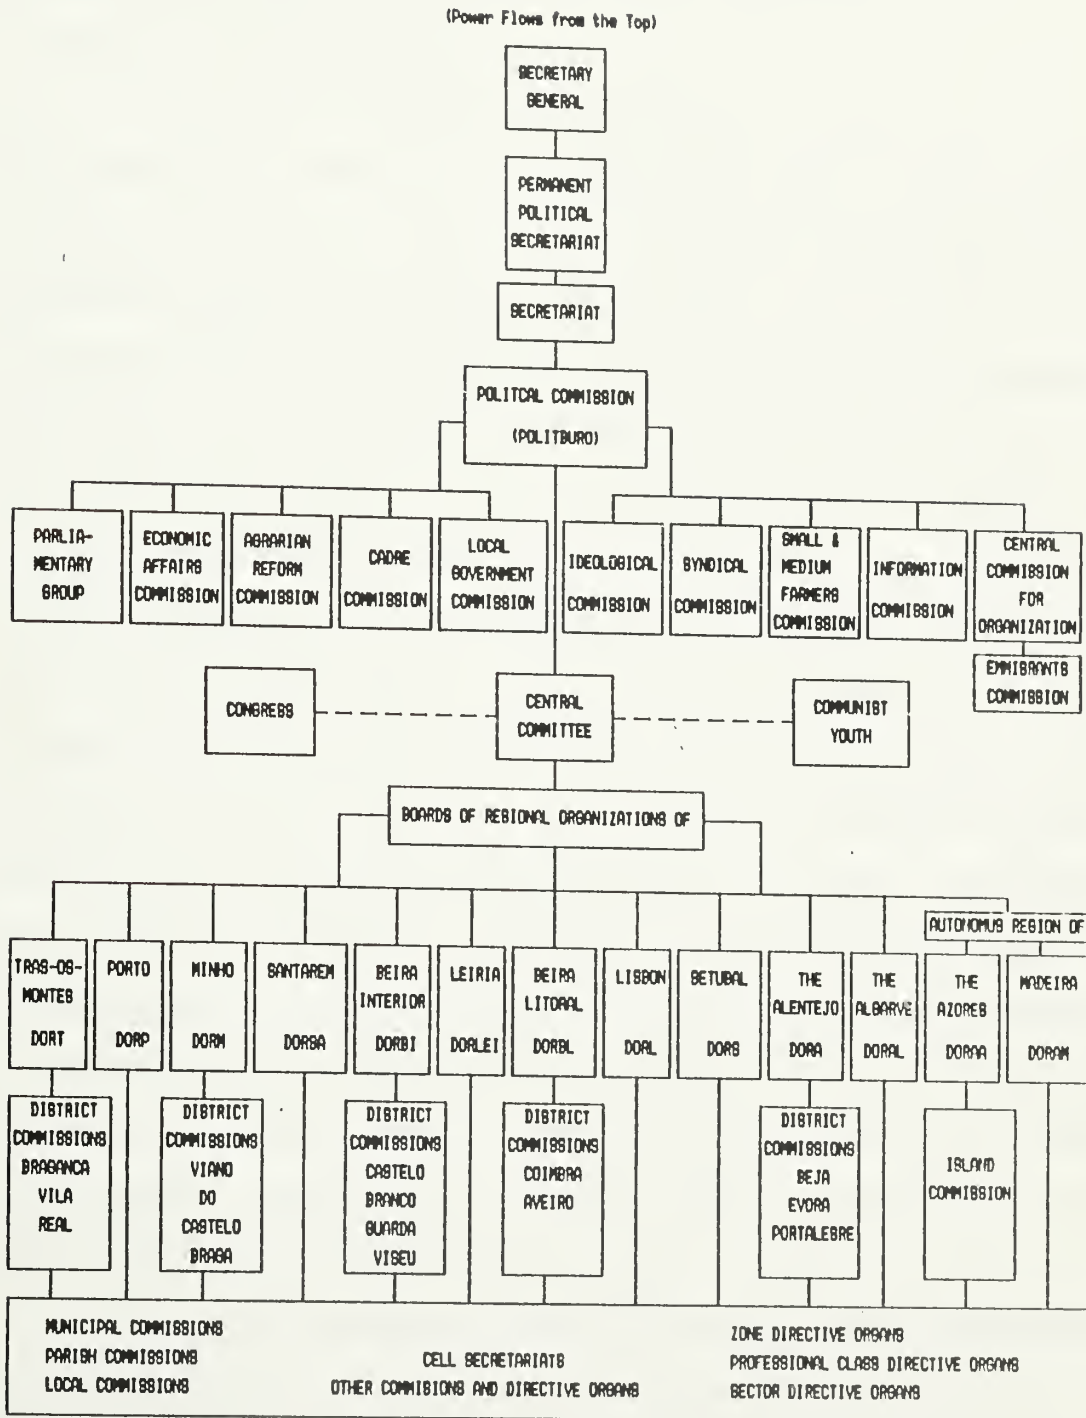 (Power Flows from the Top)
SECRETARY
GENERAL
PERMANENT
POLITICAL
SECRETARIAT
SECRETARIAT
POLITCAL COMMISSION
(POLITBURO)
PARLIA-
MENTARY
GROUP
ECONOMIC
AFFAIRS
COMMISSION
AGRARIAN
REFORM
COMMISSION
CADRE
COMMISSION
LOCAL
GOVERNMENT
COMMISSION
IDEOLOGICAL
COMMISSION
SYNDICAL
COMMISSION
SMALL &
MEDIUM
FARMERS
COMMISSION
INFORMATION
COMMISSION
CENTRAL
COMMISSION
FOR
ORGANIZATION
EMMIGRANTS
COMMISSION
CONGRESS
CENTRAL
COMMITTEE
COMMUNIST
YOUTH
BOARDS OF REGIONAL ORGANIZATIONS OF
AUTONOMUS REGION OF
TRAS-OS-
MONTES
DORT
PORTO
DORP
MINHO
DORM
SANTAREM
DORSA
BEIRA
INTERIOR
DORBI
LEIRIA
DORLEI
BEIRA
LITORAL
DORBL
LISBON
DORL
SETUBAL
DORS
THE
ALENTEJO
DORA
THE
ALGARVE
DORAL
THE
AZORES
DORAA
MADEIRA
DORAM
DISTRICT
COMMISSIONS
BRAGANCA
VILA
REAL
DISTRICT
COMMISSIONS
VIANO
DO
CASTELO
BRAGA
DISTRICT
COMMISSIONS
CASTELO
BRANCO
GUARDA
VISEU
DISTRICT
COMMISSIONS
COIMBRA
AVEIRO
DISTRICT
COMMISSIONS
BEJA
EVORA
PORTALEGRE
ISLAND
COMMISSION
MUNICIPAL COMMISSIONS
PARISH COMMISSIONS
LOCAL COMMISSIONS
CELL SECRETARIATS
OTHER COMMISIONS AND DIRECTIVE ORGANS
ZONE DIRECTIVE ORGANS
PROFESSIONAL CLASS DIRECTIVE ORGANS
SECTOR DIRECTIVE ORGANS